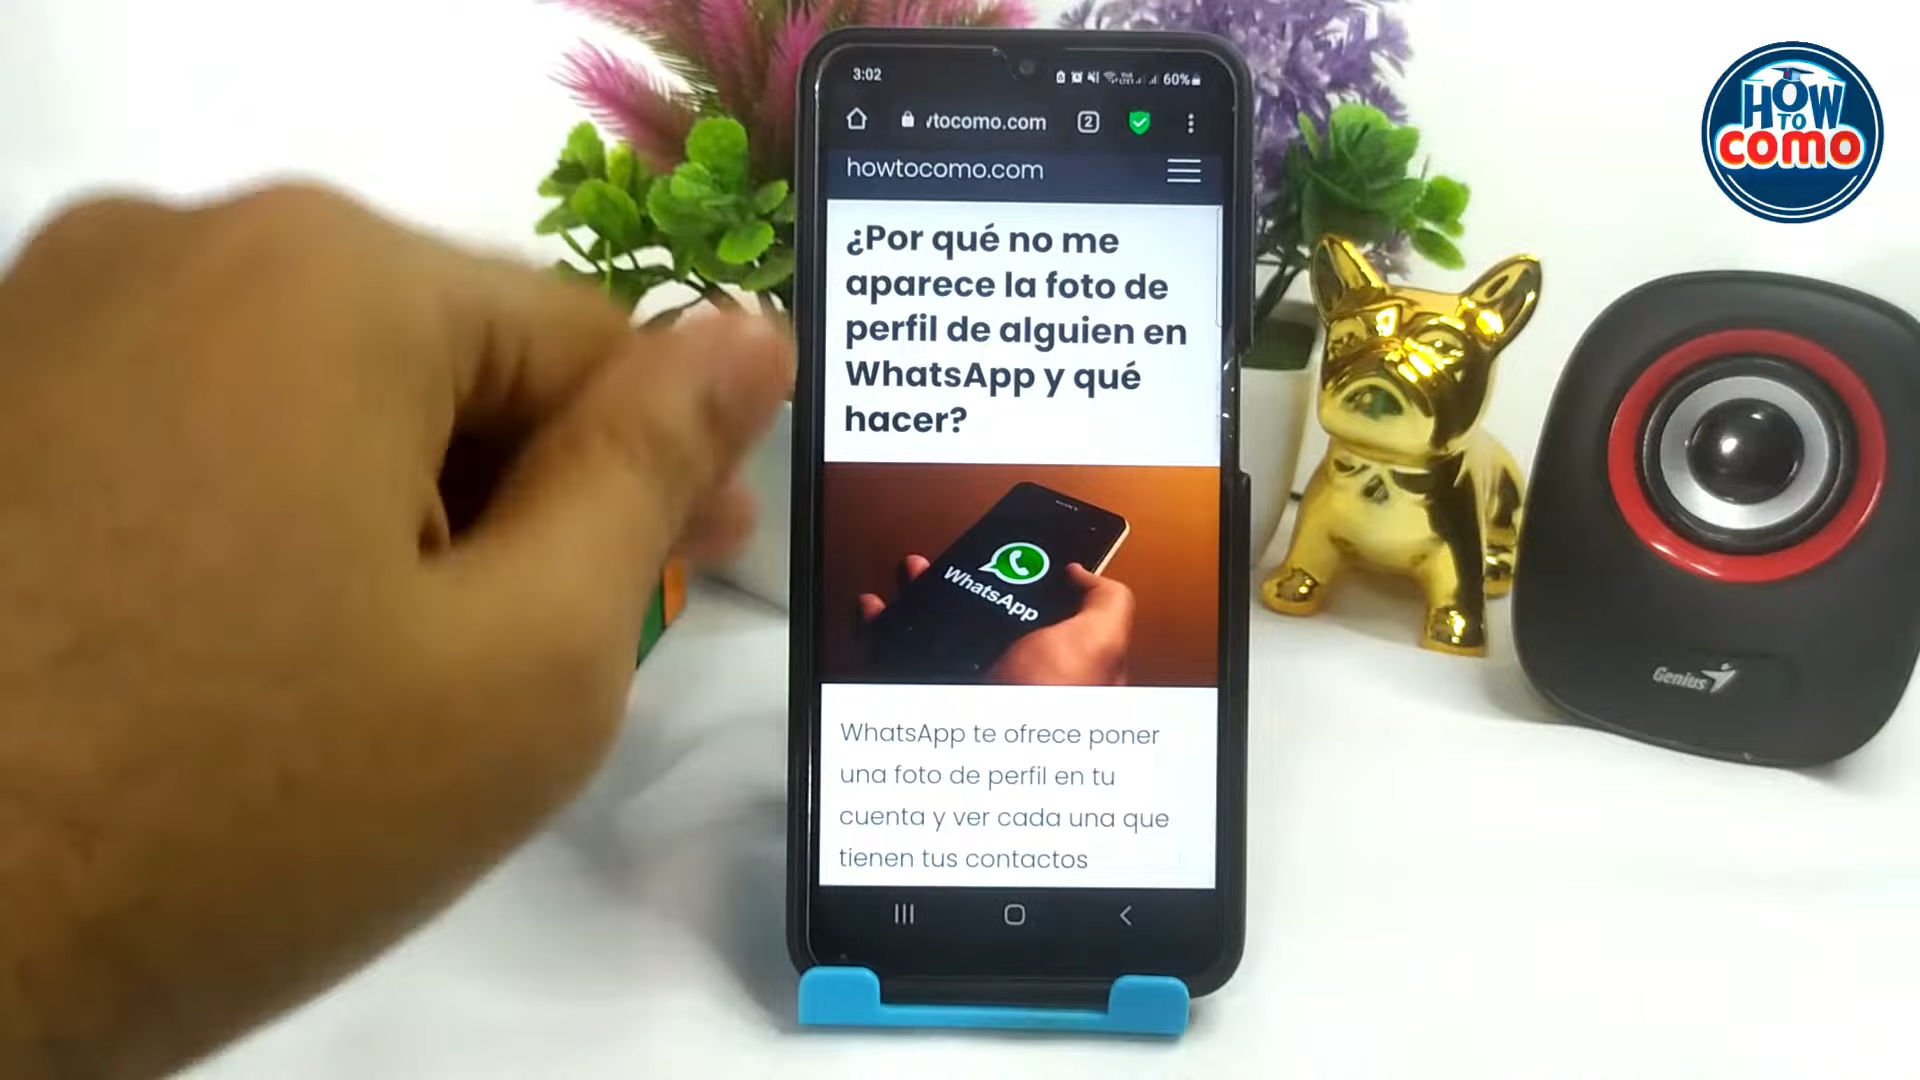 3:02
60%
/tocomo.com
2
howtocomo.com
¿Por qué no me
aparece la foto de
perfil de alguien en
WhatsApp y qué
hacer?
SONY
WhatsApp
WhatsApp te ofrece poner
una foto de perfil en tu
cuenta y ver cada una que
tienen tus contactos
HOW
TO
como
Genius